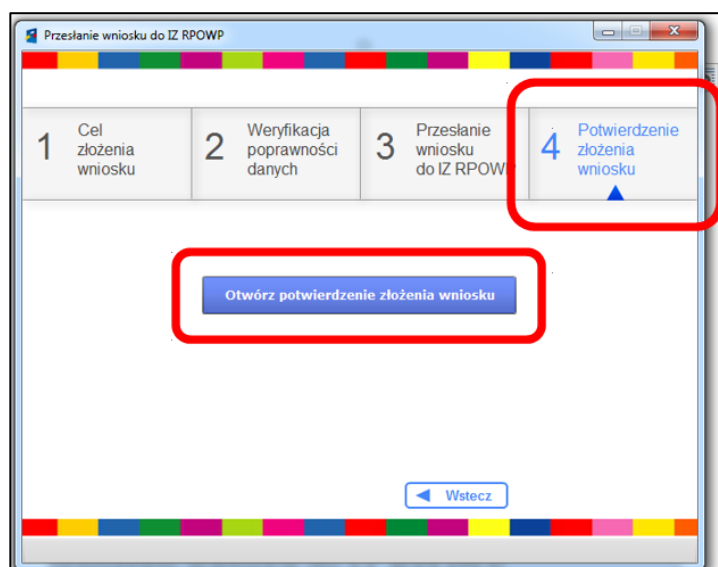 Przesłanie wniosku do IZ RPOWP
1
Cel
złożenia
wniosku
2
Weryfikacja
poprawności
danych
3
Przesłanie
wniosku
do IZ RPOWP
4
Potwierdzenie
złożenia
wniosku
Otwórz potwierdzenie złożenia wniosku
Wstecz